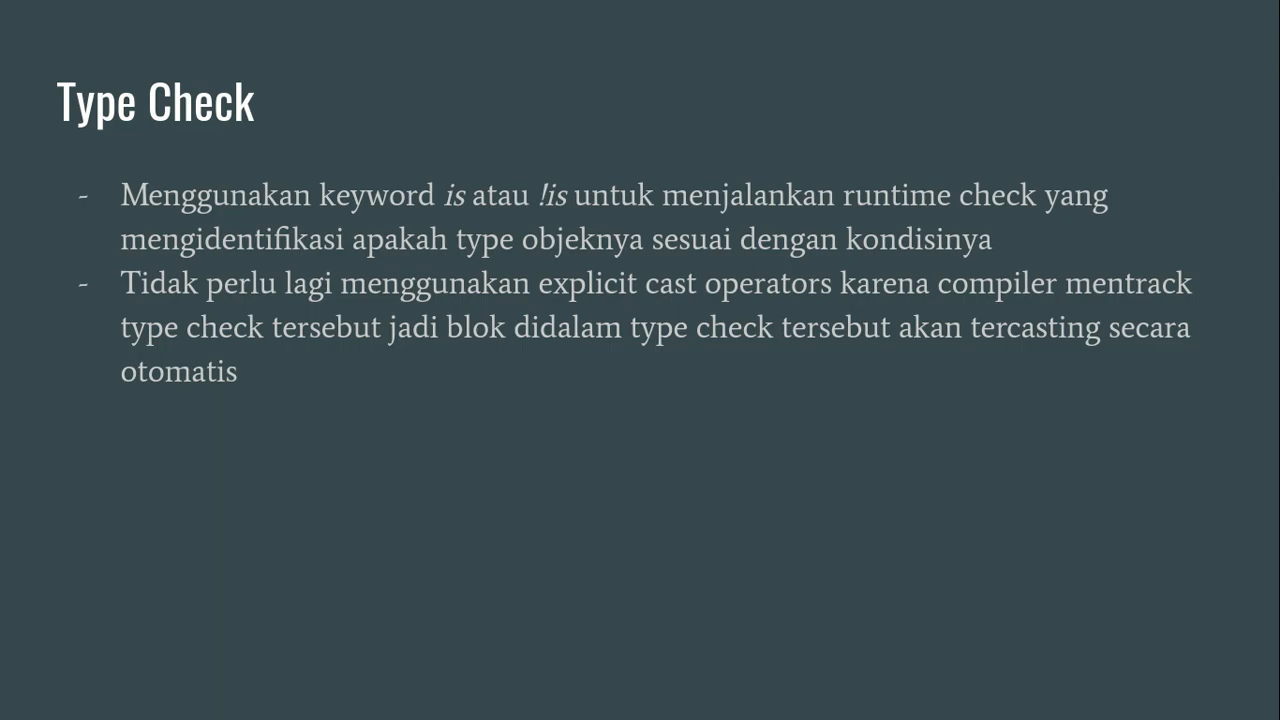 Type Check
- Menggunakan keyword is atau !is untuk menjalankan runtime check yang
mengidentifikasi apakah type objeknya sesuai dengan kondisinya
- Tidak perlu lagi menggunakan explicit cast operators karena compiler mentrack
type check tersebut jadi blok didalam type check tersebut akan tercasting secara
otomatis